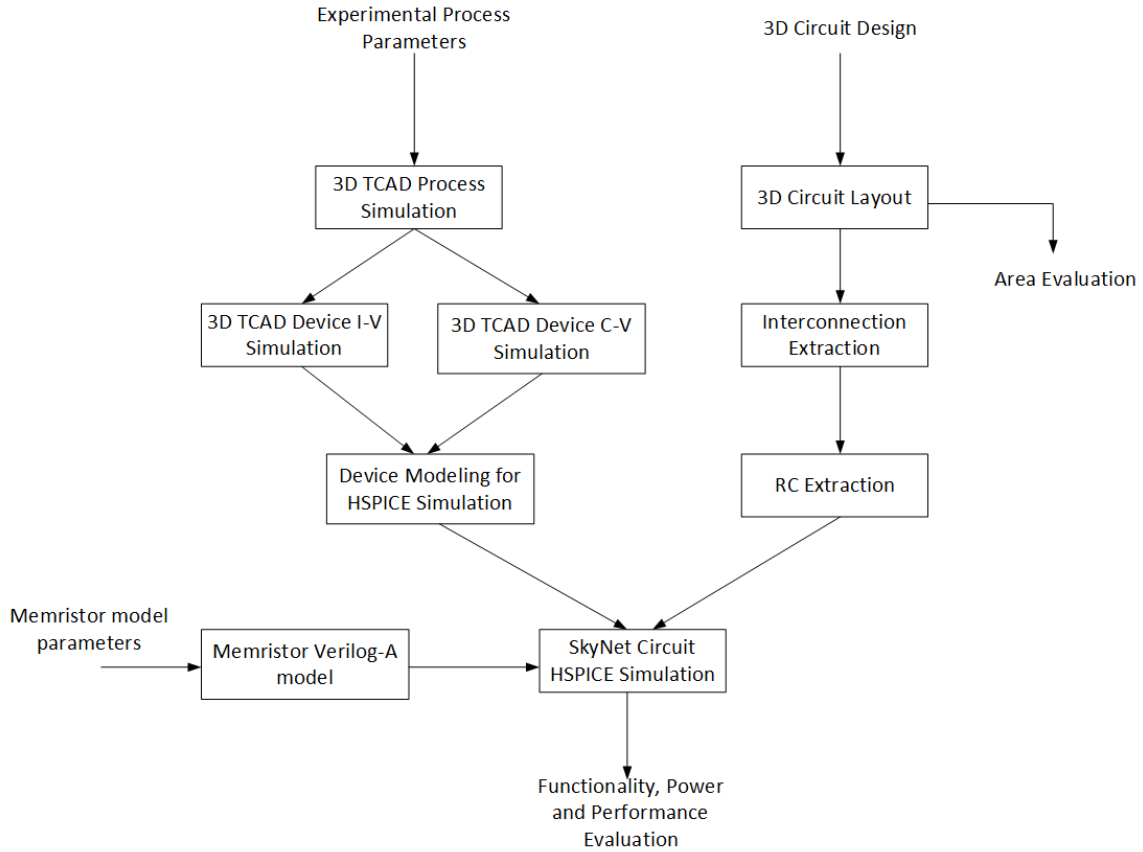 Experimental Process
Parameters
3D Circuit Design
3D TCAD Process
Simulation
3D Circuit Layout
Area Evaluation
3D TCAD Device I-V
Simulation
3D TCAD Device C-V
Simulation
Interconnection
Extraction
Device Modeling for
HSPICE Simulation
RC Extraction
Memristor model
parameters
Memristor Verilog-A
model
SkyNet Circuit
HSPICE Simulation
Functionality, Power
and Performance
Evaluation